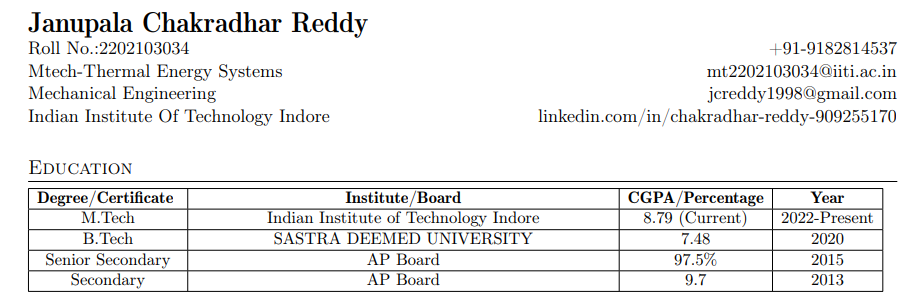 Janupala Chakradhar Reddy
Roll No.:2202103034 +91-9182814537
Mtech-Thermal Energy Systems mt2202103034@iiti.ac.in
Mechanical Engineering jcreddy1998@gmail.com
Indian Institute Of Technology Indore linkedin.com/in/chakradhar-reddy-909255170
EDUCATION
Degree/Certificate Institute/Board CGPA/Percentage Year
M.Tech Indian Institute of Technology Indore 8.79 (Current) 2022-Present
B.Tech SASTRA DEEMED UNIVERSITY 7.48 2020
Senior Secondary AP Board 97.5% 2015
Secondary AP Board 9.7 2013